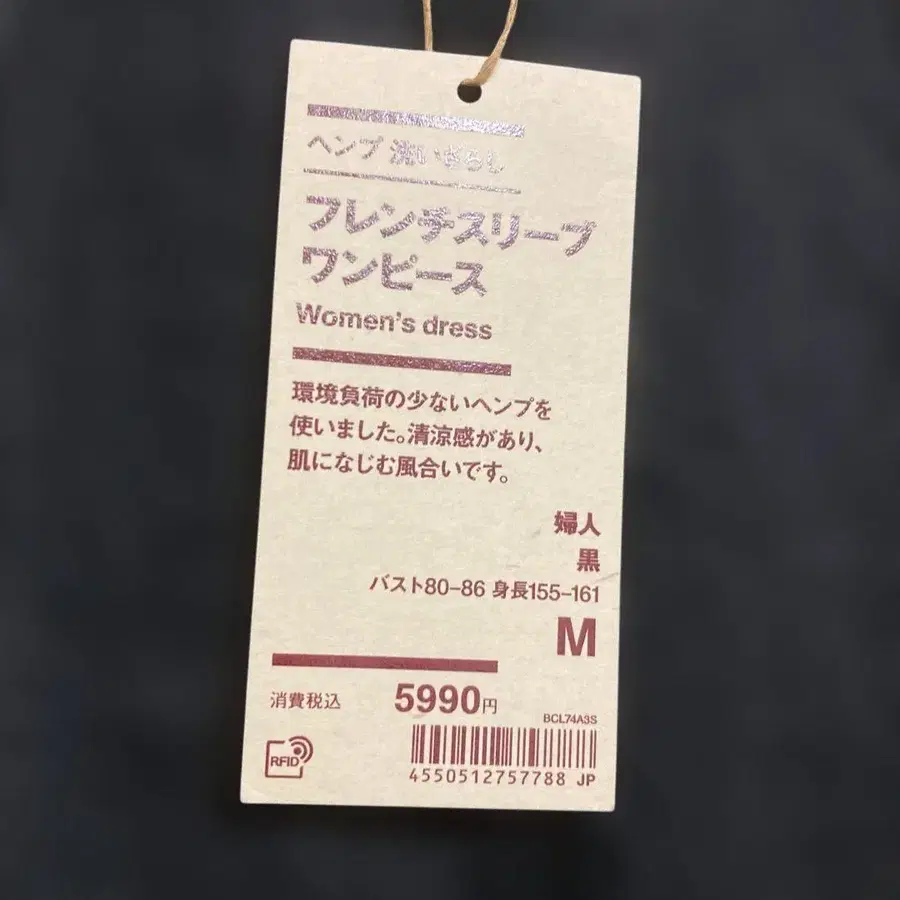 ヘンプ 洗いざらし
フレンチスリーブ
ワンピース
Women's dress
環境負荷の少ないヘンプを
使いました。清涼感があり、
肌になじむ風合いです。
婦人
黒
バスト80–86 身長155–161
M
消費税込 5990円
BCL74A3S
RFID
4550512757788 JP